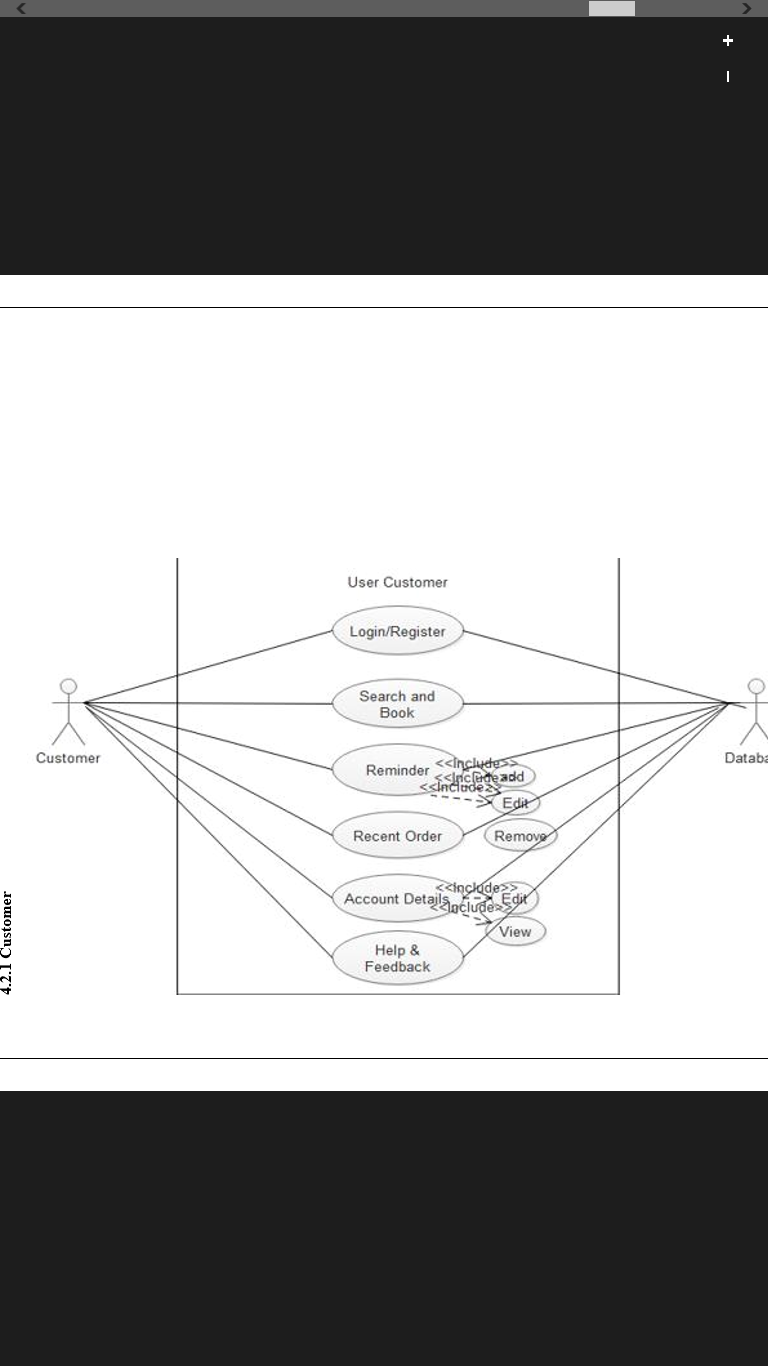 User Customer
Login/Register
Search and
Book
Customer
Databa
Reminder
<<Include>>
<<Include>>
<<Include>>
add
Edit
Recent Order
Remove
Account Details
<<Include>>
<<Include>>
Edit
View
Help &
Feedback
4.2.1 Customer